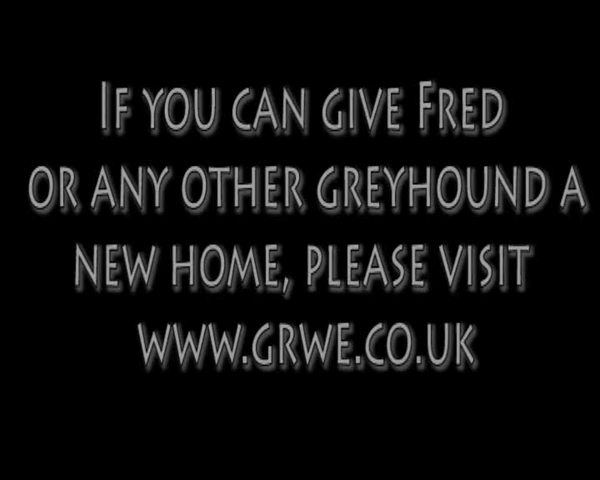 If you can give Fred
or any other greyhound a
new home, please visit
www.grwe.co.uk